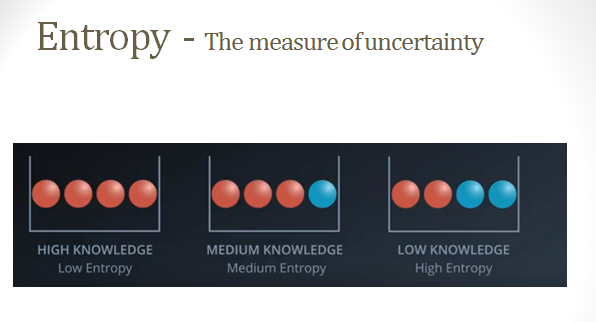 Entropy - The measure of uncertainty
HIGH KNOWLEDGE
Low Entropy
MEDIUM KNOWLEDGE
Medium Entropy
LOW KNOWLEDGE
High Entropy